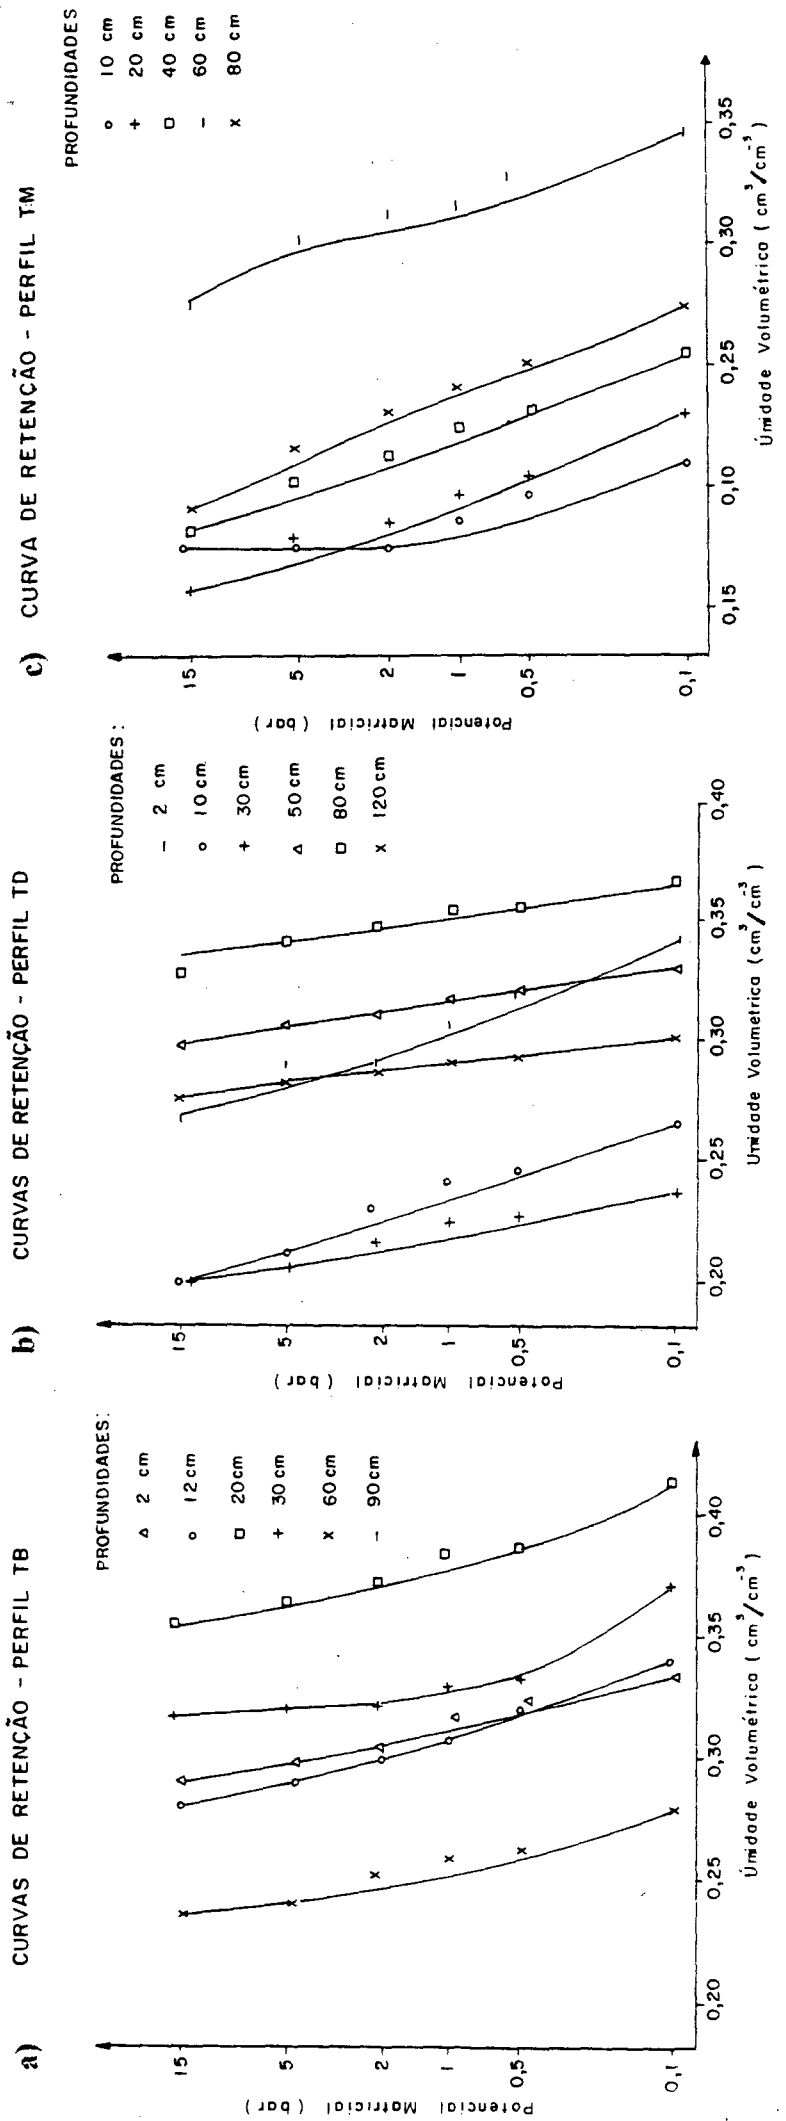 a) CURVAS DE RETENÇÃO - PERFIL TB
PROFUNDIDADES:
△ 2 cm
o 12 cm
□ 20 cm
+ 30 cm
x 60 cm
– 90 cm
Potencial Matricial (bar)
15
5
2
1
0,5
0,1
0,20
0,25
0,30
0,35
0,40
Úmidade Volumétrica (cm³/cm⁻³)
b) CURVAS DE RETENÇÃO - PERFIL TD
PROFUNDIDADES:
– 2 cm
o 10 cm
+ 30 cm
△ 50 cm
□ 80 cm
x 120 cm
Potencial Matricial (bar)
15
5
2
1
0,5
0,1
0,20
0,25
0,30
0,35
0,40
Umidade Volumetrica (cm³/cm⁻³)
c) CURVA DE RETENÇÃO - PERFIL TM
PROFUNDIDADES
o 10 cm
+ 20 cm
□ 40 cm
– 60 cm
x 80 cm
Potencial Matricial (bar)
15
5
2
1
0,5
0,1
0,15
0,10
0,25
0,30
0,35
Úmidade Volumétrica (cm³/cm⁻³)